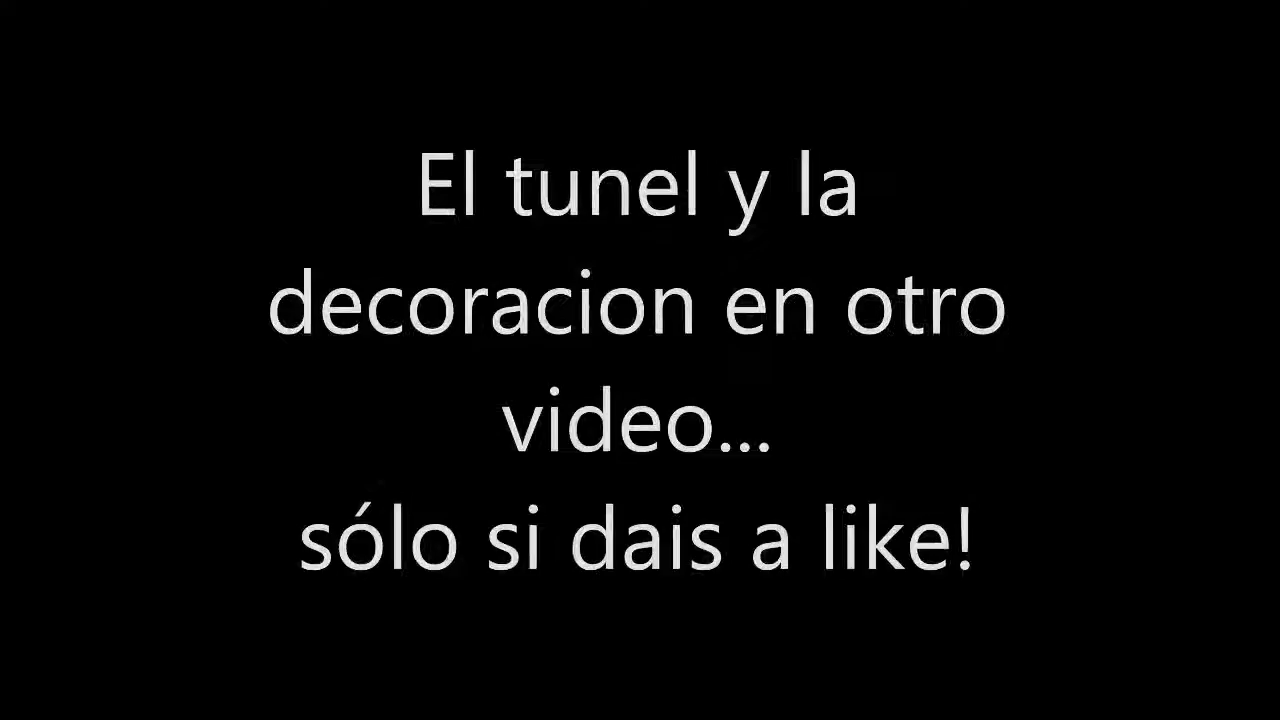 El tunel y la
decoracion en otro
video...
sólo si dais a like!